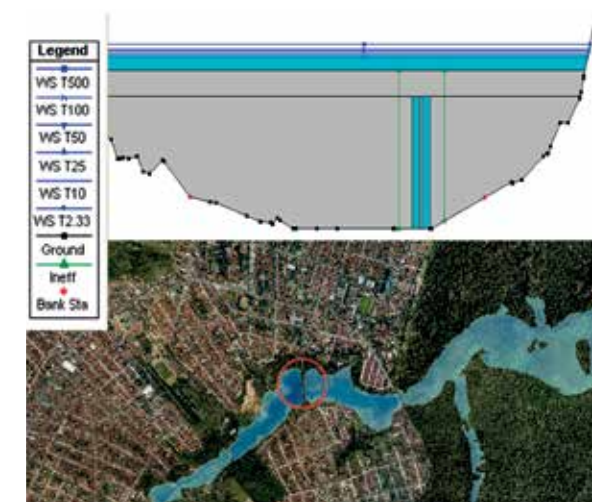 Legend
WS T500
WS T100
WS T50
WS T25
WS T10
WS T2.33
Ground
Ineff
Bank Sta